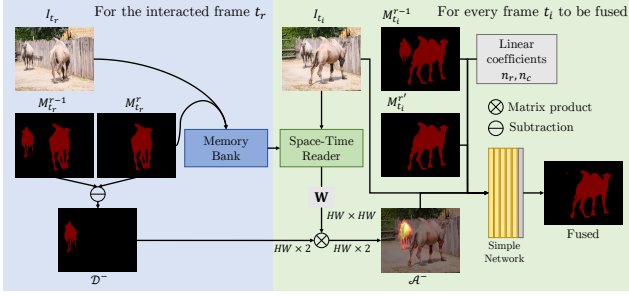 For the interacted frame t_r
For every frame t_i to be fused
I_{t_r}
I_{t_i}
M_{t_i}^{r-1}
Linear
coefficients
n_r, n_c
M_{t_r}^{r-1}
M_{t_r}^{r}
M_{t_i}^{r'}
Matrix product
Subtraction
Memory
Bank
Space-Time
Reader
W
HW × HW
HW × 2
HW × 2
Simple
Network
Fused
𝒟⁻
𝒜⁻